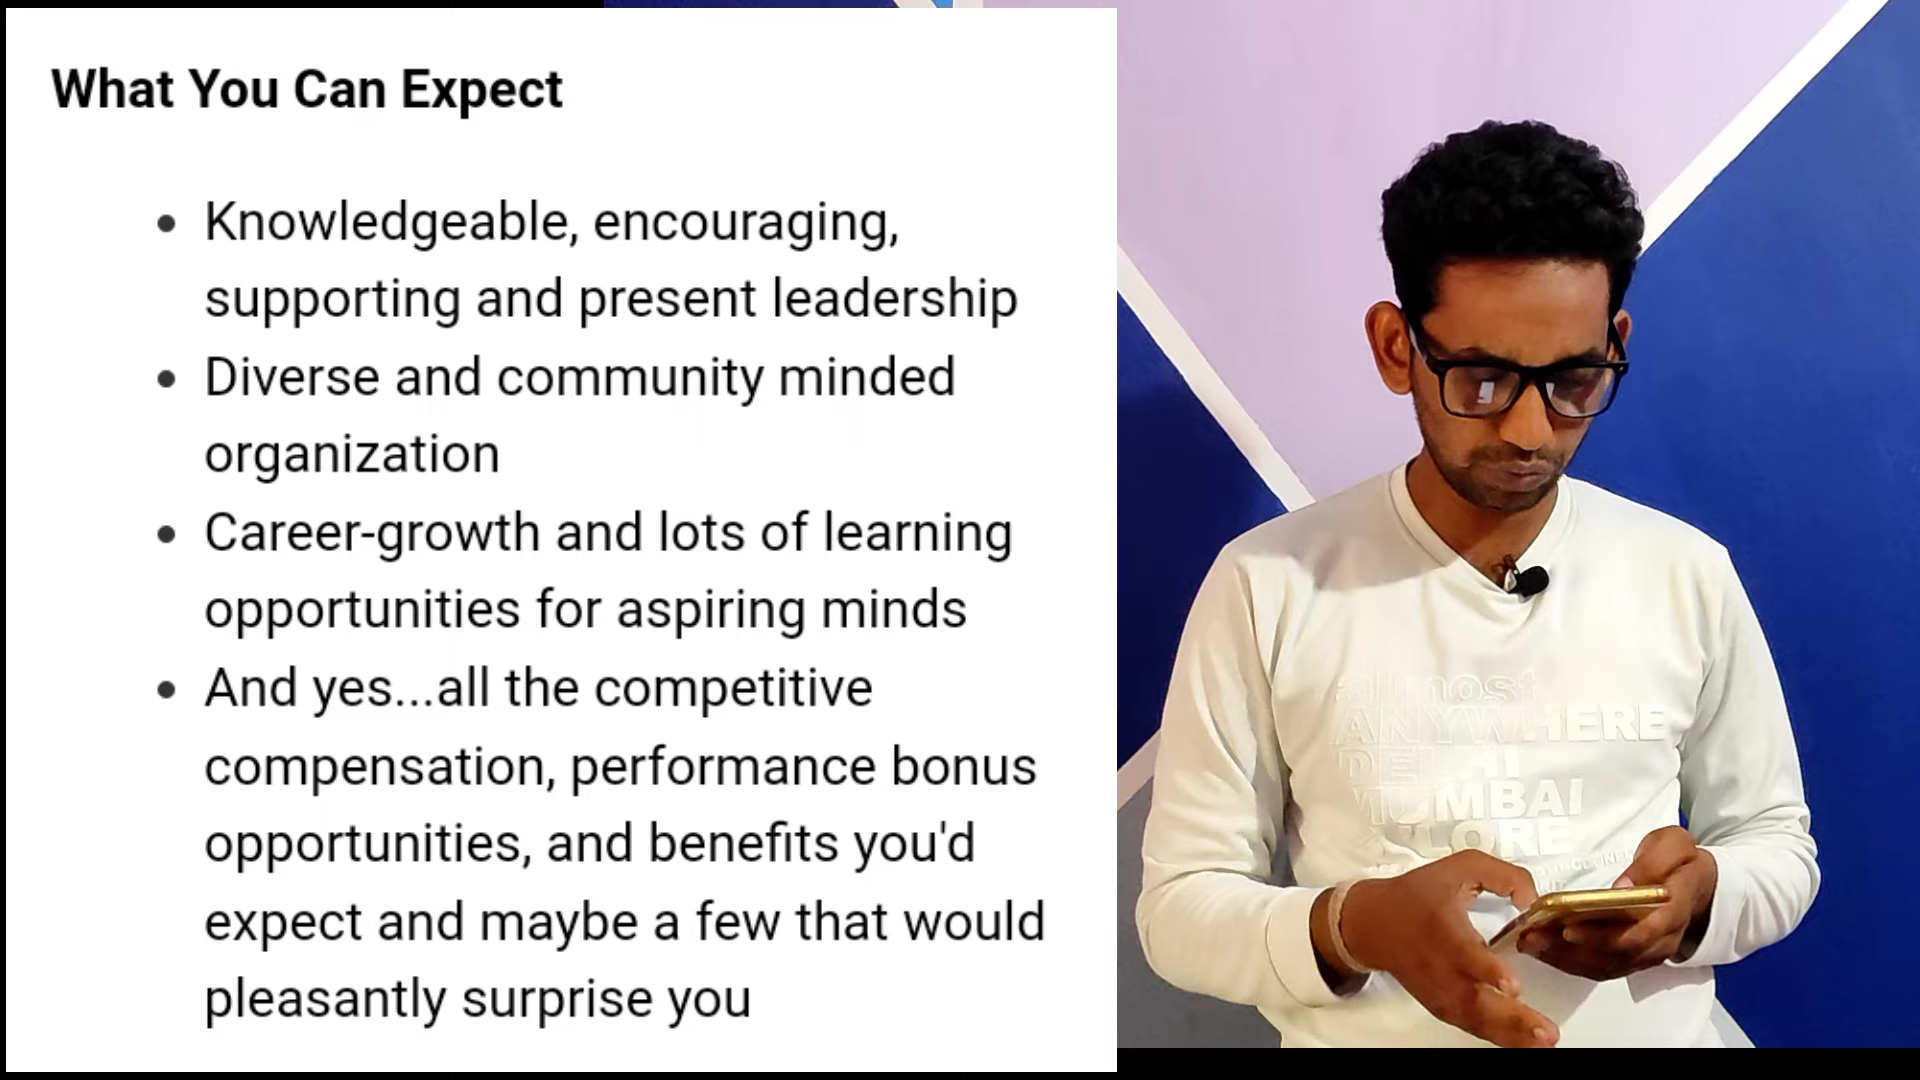 What You Can Expect
• Knowledgeable, encouraging,
supporting and present leadership
• Diverse and community minded
organization
• Career-growth and lots of learning
opportunities for aspiring minds
• And yes...all the competitive
compensation, performance bonus
opportunities, and benefits you'd
expect and maybe a few that would
pleasantly surprise you
almost
ANYWHERE
DELHI
MUMBAI